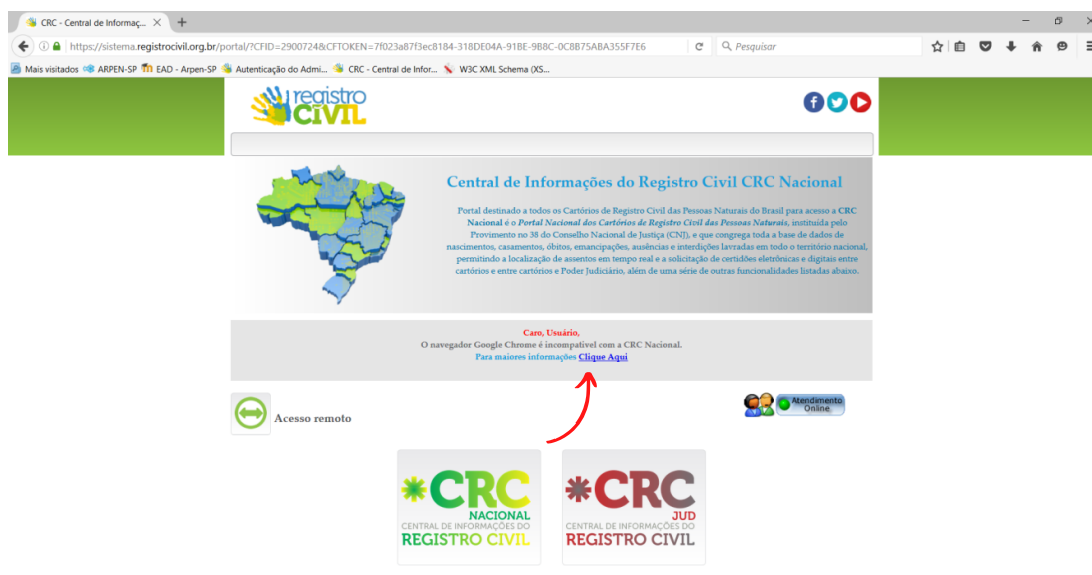 CRC - Central de Informaç...
https://sistema.registrocivil.org.br/portal/?CFID=2900724&CFTOKEN=7f023a87f3ec8184-318DE04A-91BE-9B8C-0C8B75ABA355F7E6
Pesquisar
Mais visitados ARPEN-SP EAD - Arpen-SP Autenticação do Admi... CRC - Central de Infor... W3C XML Schema (XS...
registro
CIVIL
Central de Informações do Registro Civil CRC Nacional
Portal destinado a todos os Cartórios de Registro Civil das Pessoas Naturais do Brasil para acesso a CRC
Nacional é o Portal Nacional dos Cartórios de Registro Civil das Pessoas Naturais, instituída pelo
Provimento no 38 do Conselho Nacional de Justiça (CNJ), e que congrega toda a base de dados de
nascimentos, casamentos, óbitos, emancipações, ausências e interdições lavradas em todo o território nacional,
permitindo a localização de assentos em tempo real e a solicitação de certidões eletrônicas e digitais entre
cartórios e entre cartórios e Poder Judiciário, além de uma série de outras funcionalidades listadas abaixo.
Caro, Usuário,
O navegador Google Chrome é incompatível com a CRC Nacional.
Para maiores informações Clique Aqui
Acesso remoto
Atendimento
Online
CRC
NACIONAL
CENTRAL DE INFORMAÇÕES DO
REGISTRO CIVIL
CRC
JUD
CENTRAL DE INFORMAÇÕES DO
REGISTRO CIVIL